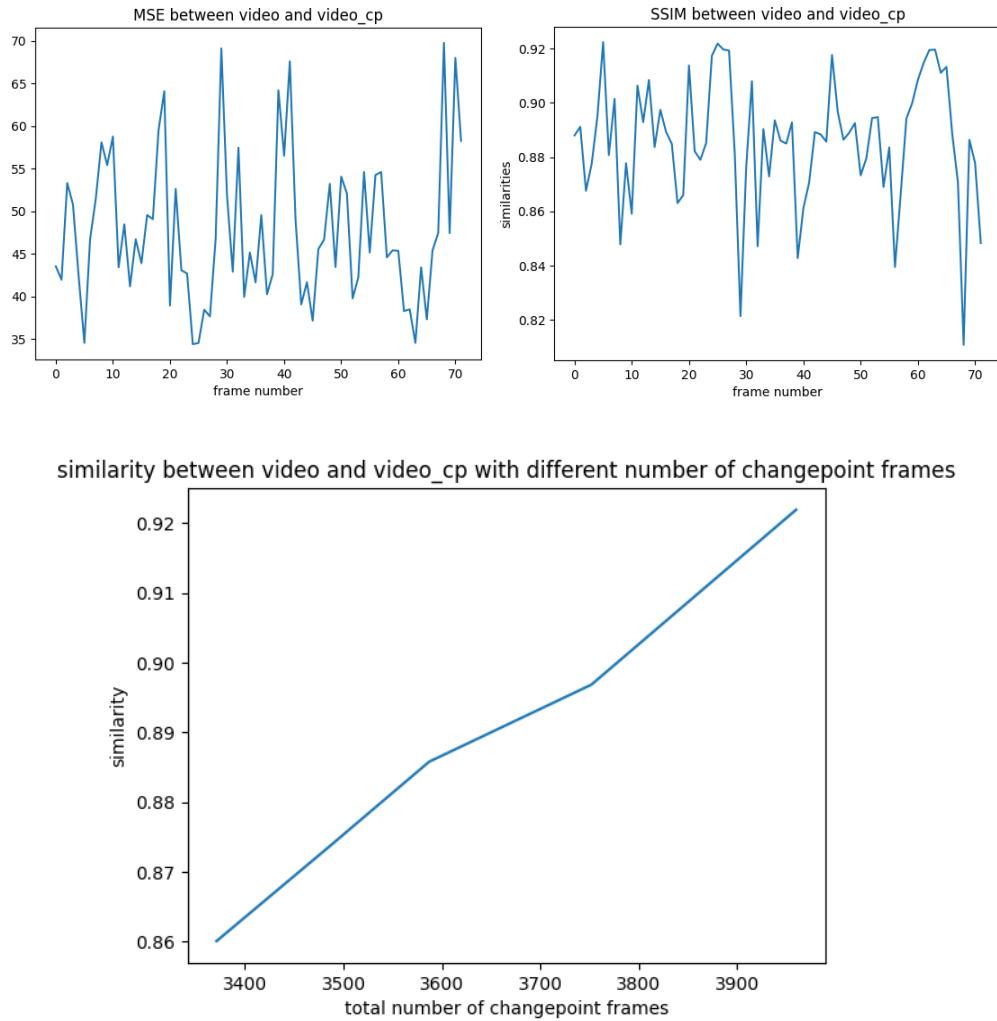 MSE between video and video_cp
70
65
60
55
50
45
40
35
0 10 20 30 40 50 60 70
frame number
SSIM between video and video_cp
similarities
0.92
0.90
0.88
0.86
0.84
0.82
0 10 20 30 40 50 60 70
frame number
similarity between video and video_cp with different number of changepoint frames
similarity
0.92
0.91
0.90
0.89
0.88
0.87
0.86
3400 3500 3600 3700 3800 3900
total number of changepoint frames